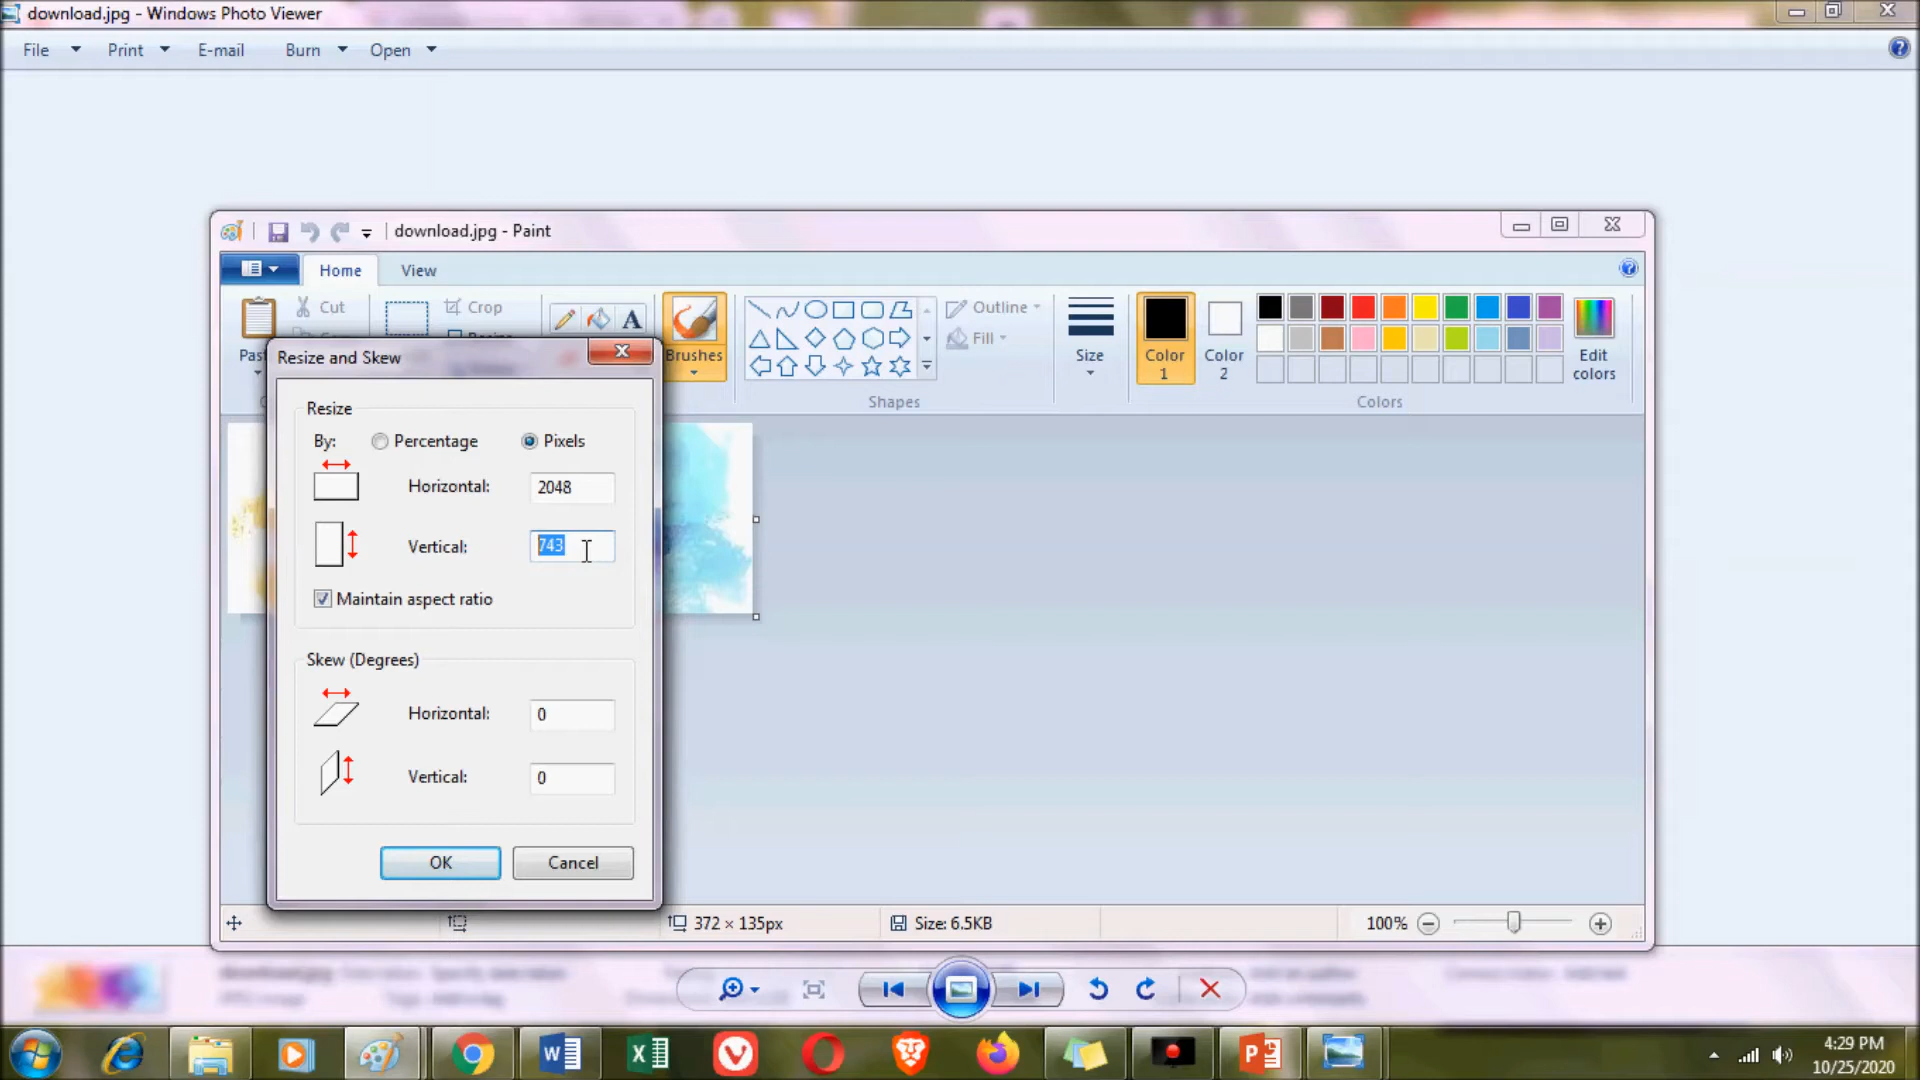 download.jpg - Windows Photo Viewer
File Print E-mail Burn Open
download.jpg - Paint
Home View
Cut Crop
Brushes
Outline
Fill
Size
Color 1
Color 2
Edit colors
Shapes
Colors
Resize and Skew
Resize
By: Percentage Pixels
Horizontal: 2048
Vertical: 743
Maintain aspect ratio
Skew (Degrees)
Horizontal: 0
Vertical: 0
OK Cancel
372 × 135px Size: 6.5KB 100%
4:29 PM
10/25/2020